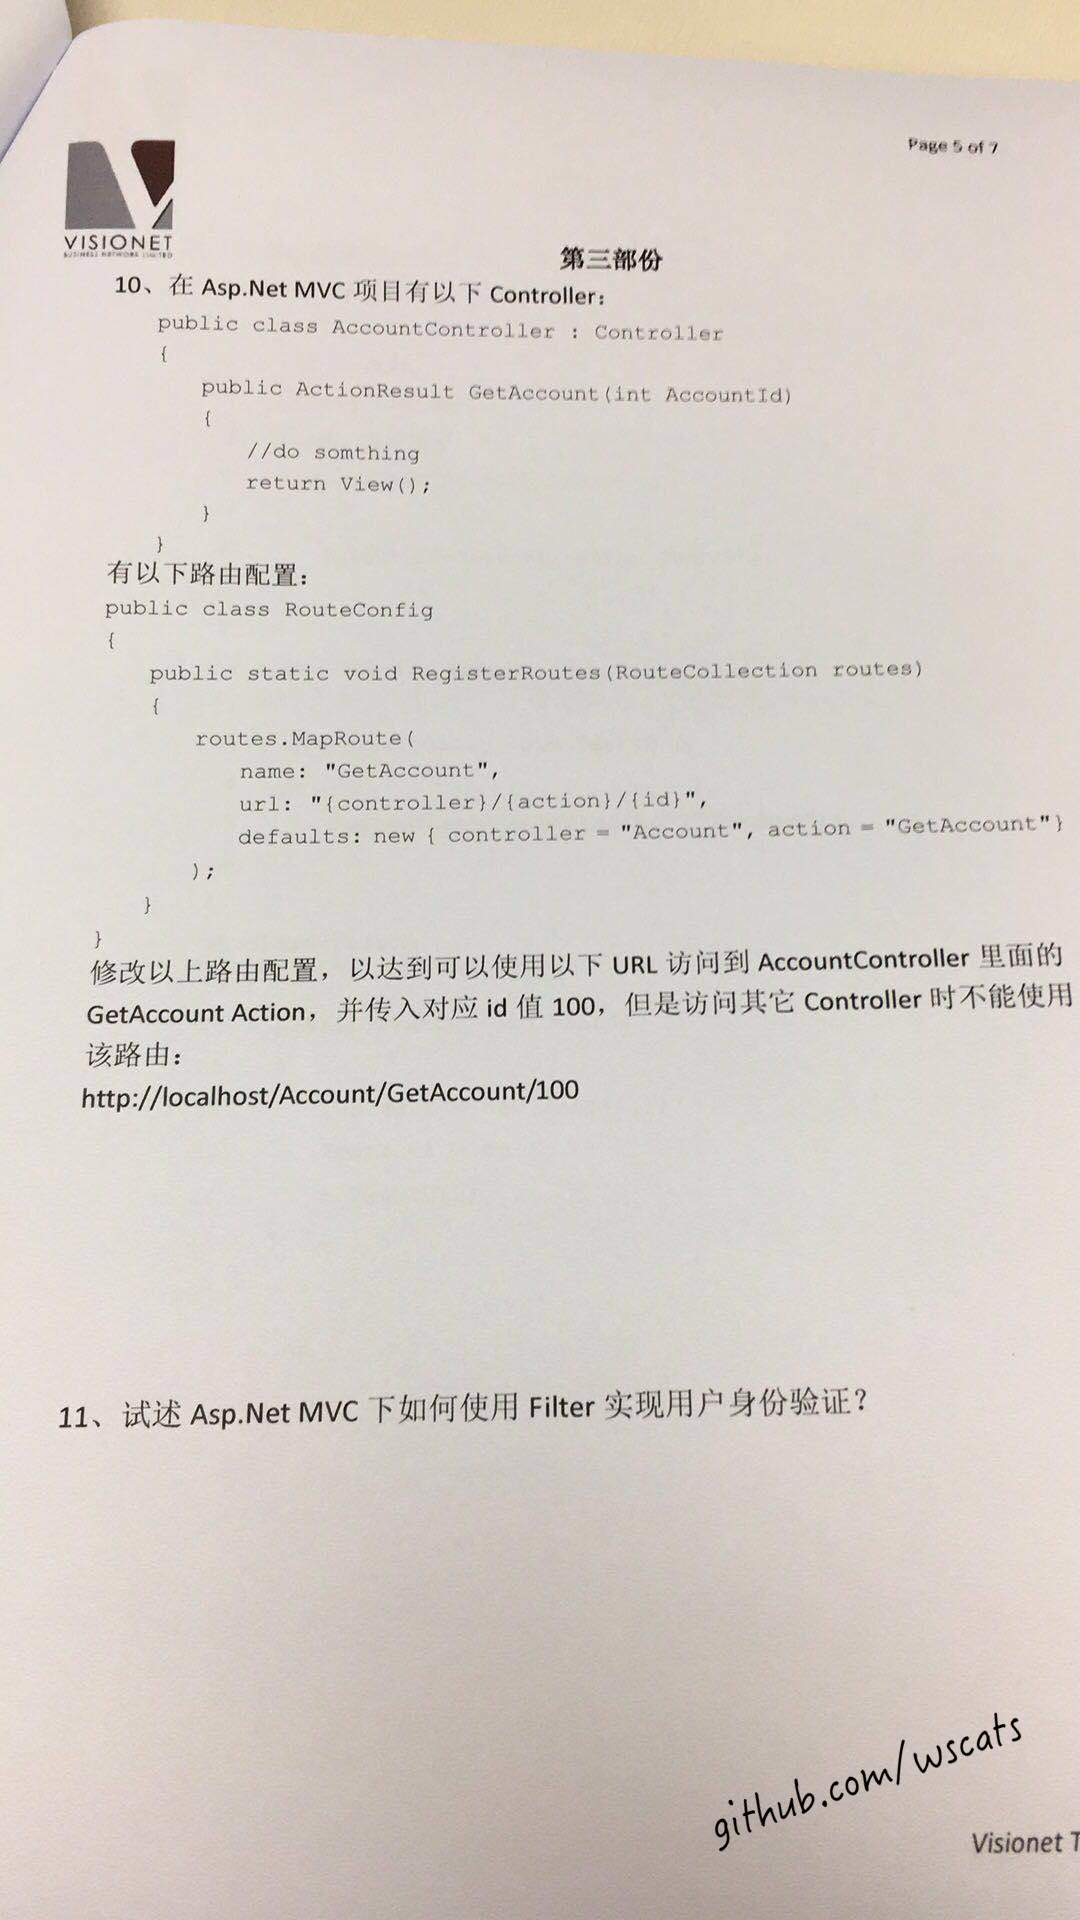 Page 5 of 7
VISIONET
BUSINESS NETWORK LIMITED
第三部份
10、在 Asp.Net MVC 项目有以下 Controller：
public class AccountController : Controller
{
public ActionResult GetAccount(int AccountId)
{
//do somthing
return View();
}
}
有以下路由配置：
public class RouteConfig
{
public static void RegisterRoutes(RouteCollection routes)
{
routes.MapRoute(
name: "GetAccount",
url: "{controller}/{action}/{id}",
defaults: new { controller = "Account", action = "GetAccount"}
);
}
}
修改以上路由配置，以达到可以使用以下 URL 访问到 AccountController 里面的
GetAccount Action，并传入对应 id 值 100，但是访问其它 Controller 时不能使用
该路由：
http://localhost/Account/GetAccount/100
11、试述 Asp.Net MVC 下如何使用 Filter 实现用户身份验证？
github.com/wscats
Visionet T